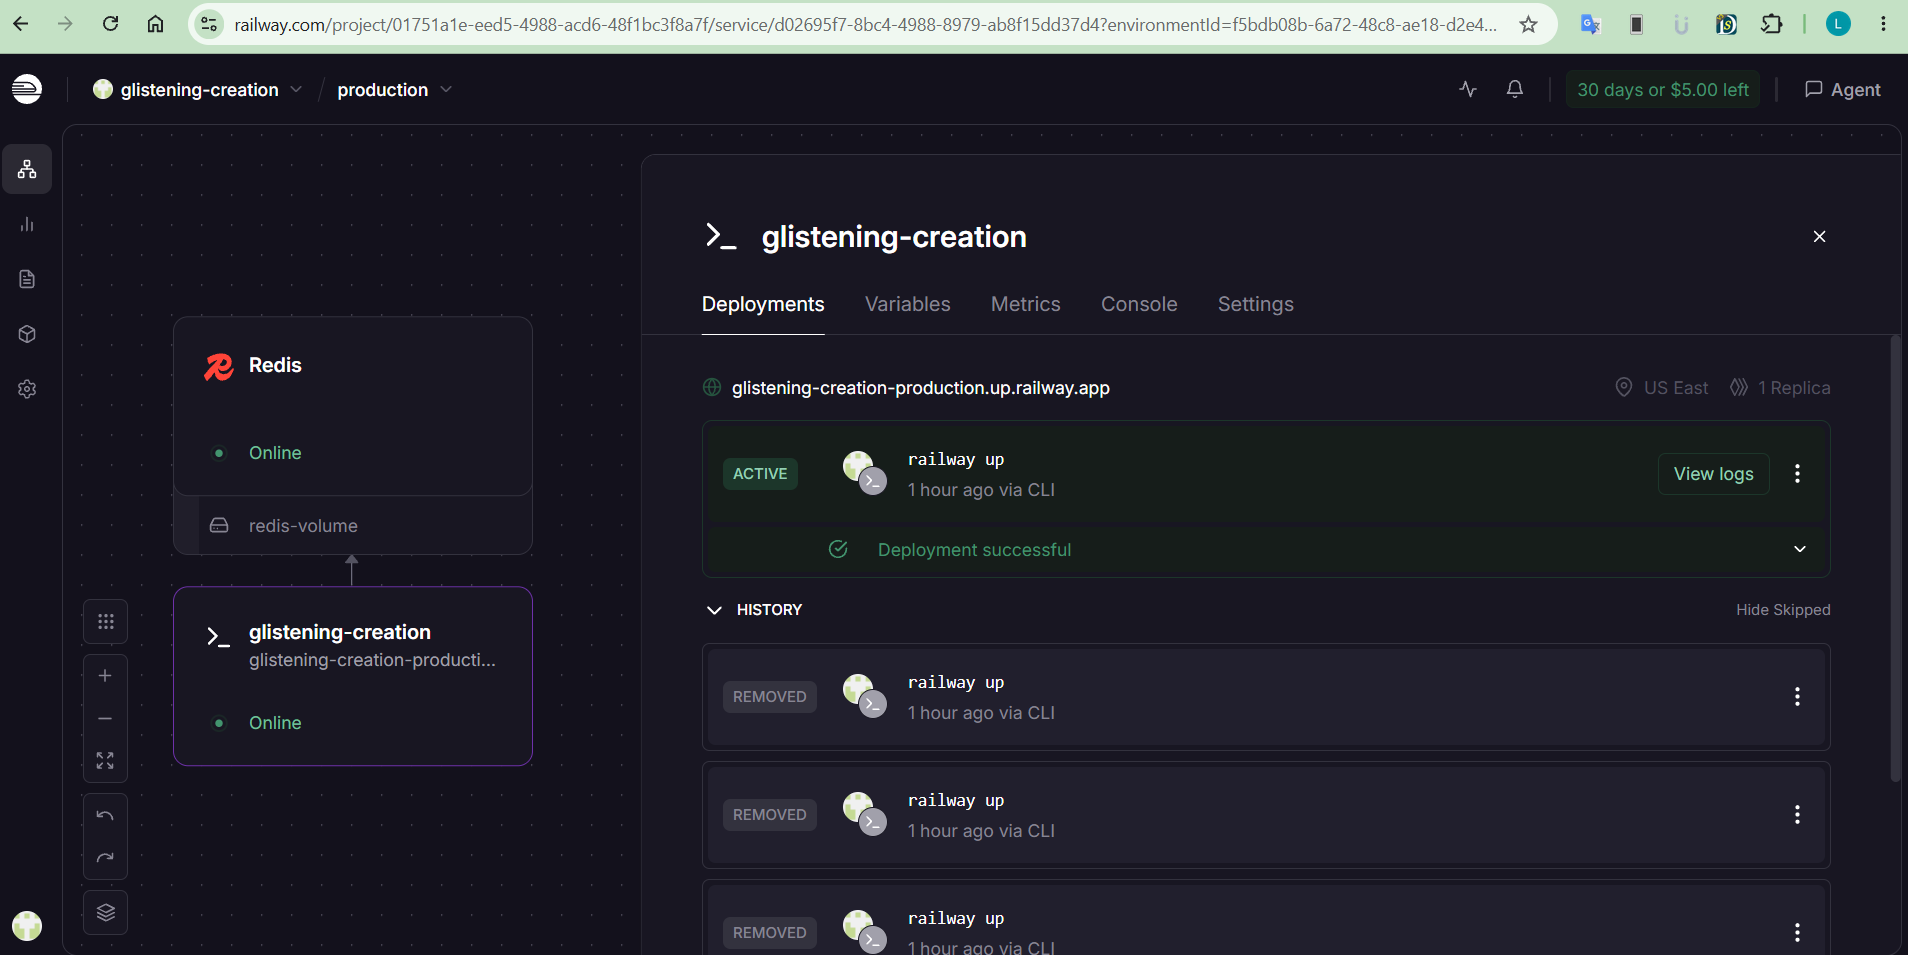 railway.com/project/01751a1e-eed5-4988-acd6-48f1bc3f8a7f/service/d02695f7-8bc4-4988-8979-ab8f15dd37d4?environmentId=f5bdb08b-6a72-48c8-ae18-d2e4...
L
glistening-creation / production
30 days or $5.00 left
Agent
Redis
Online
redis-volume
glistening-creation
glistening-creation-producti...
Online
glistening-creation
Deployments Variables Metrics Console Settings
glistening-creation-production.up.railway.app
US East 1 Replica
ACTIVE
railway up
1 hour ago via CLI
View logs
Deployment successful
HISTORY
Hide Skipped
REMOVED
railway up
1 hour ago via CLI
REMOVED
railway up
1 hour ago via CLI
REMOVED
railway up
1 hour ago via CLI